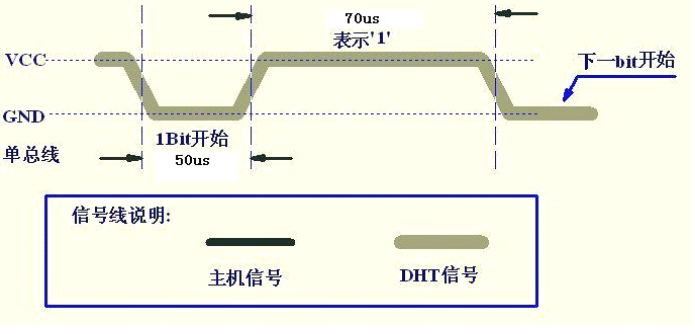 70us
表示'1'
VCC
下一bit开始
GND
1Bit开始
单总线
50us
信号线说明:
主机信号
DHT信号